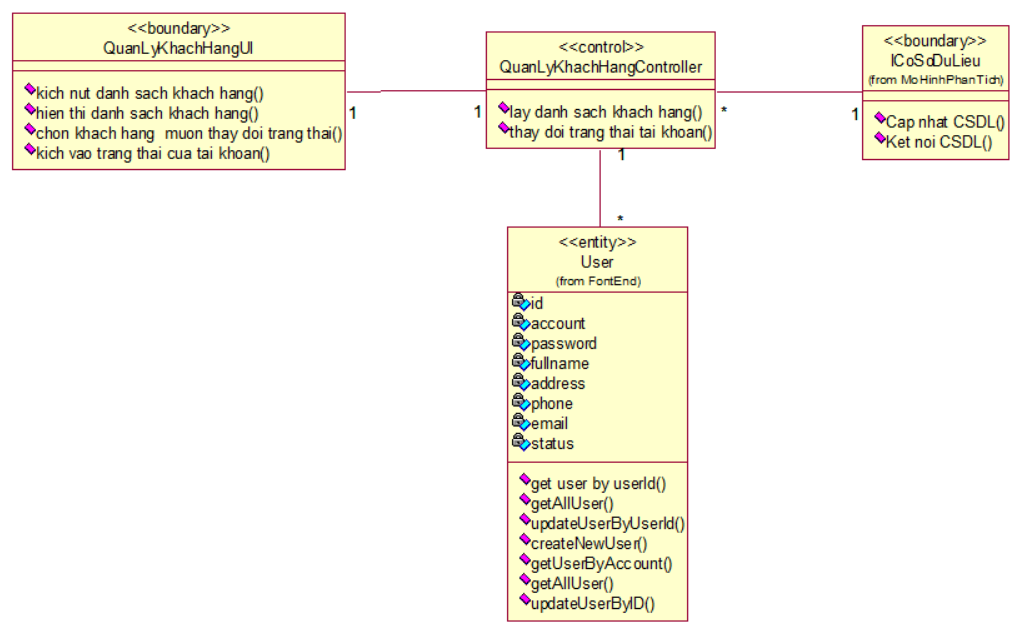 <<boundary>>
QuanLyKhachHangUI
kich nut danh sach khach hang()
hien thi danh sach khach hang()
chon khach hang muon thay doi trang thai()
kich vao trang thai cua tai khoan()
1
1
<<control>>
QuanLyKhachHangController
lay danh sach khach hang()
thay doi trang thai tai khoan()
*
1
<<boundary>>
ICoSoDuLieu
(from MoHinhPhanTich)
Cap nhat CSDL()
Ket noi CSDL()
1
*
<<entity>>
User
(from FontEnd)
id
account
password
fullname
address
phone
email
status
get user by userId()
getAllUser()
updateUserByUserId()
createNewUser()
getUserByAccount()
getAllUser()
updateUserByID()